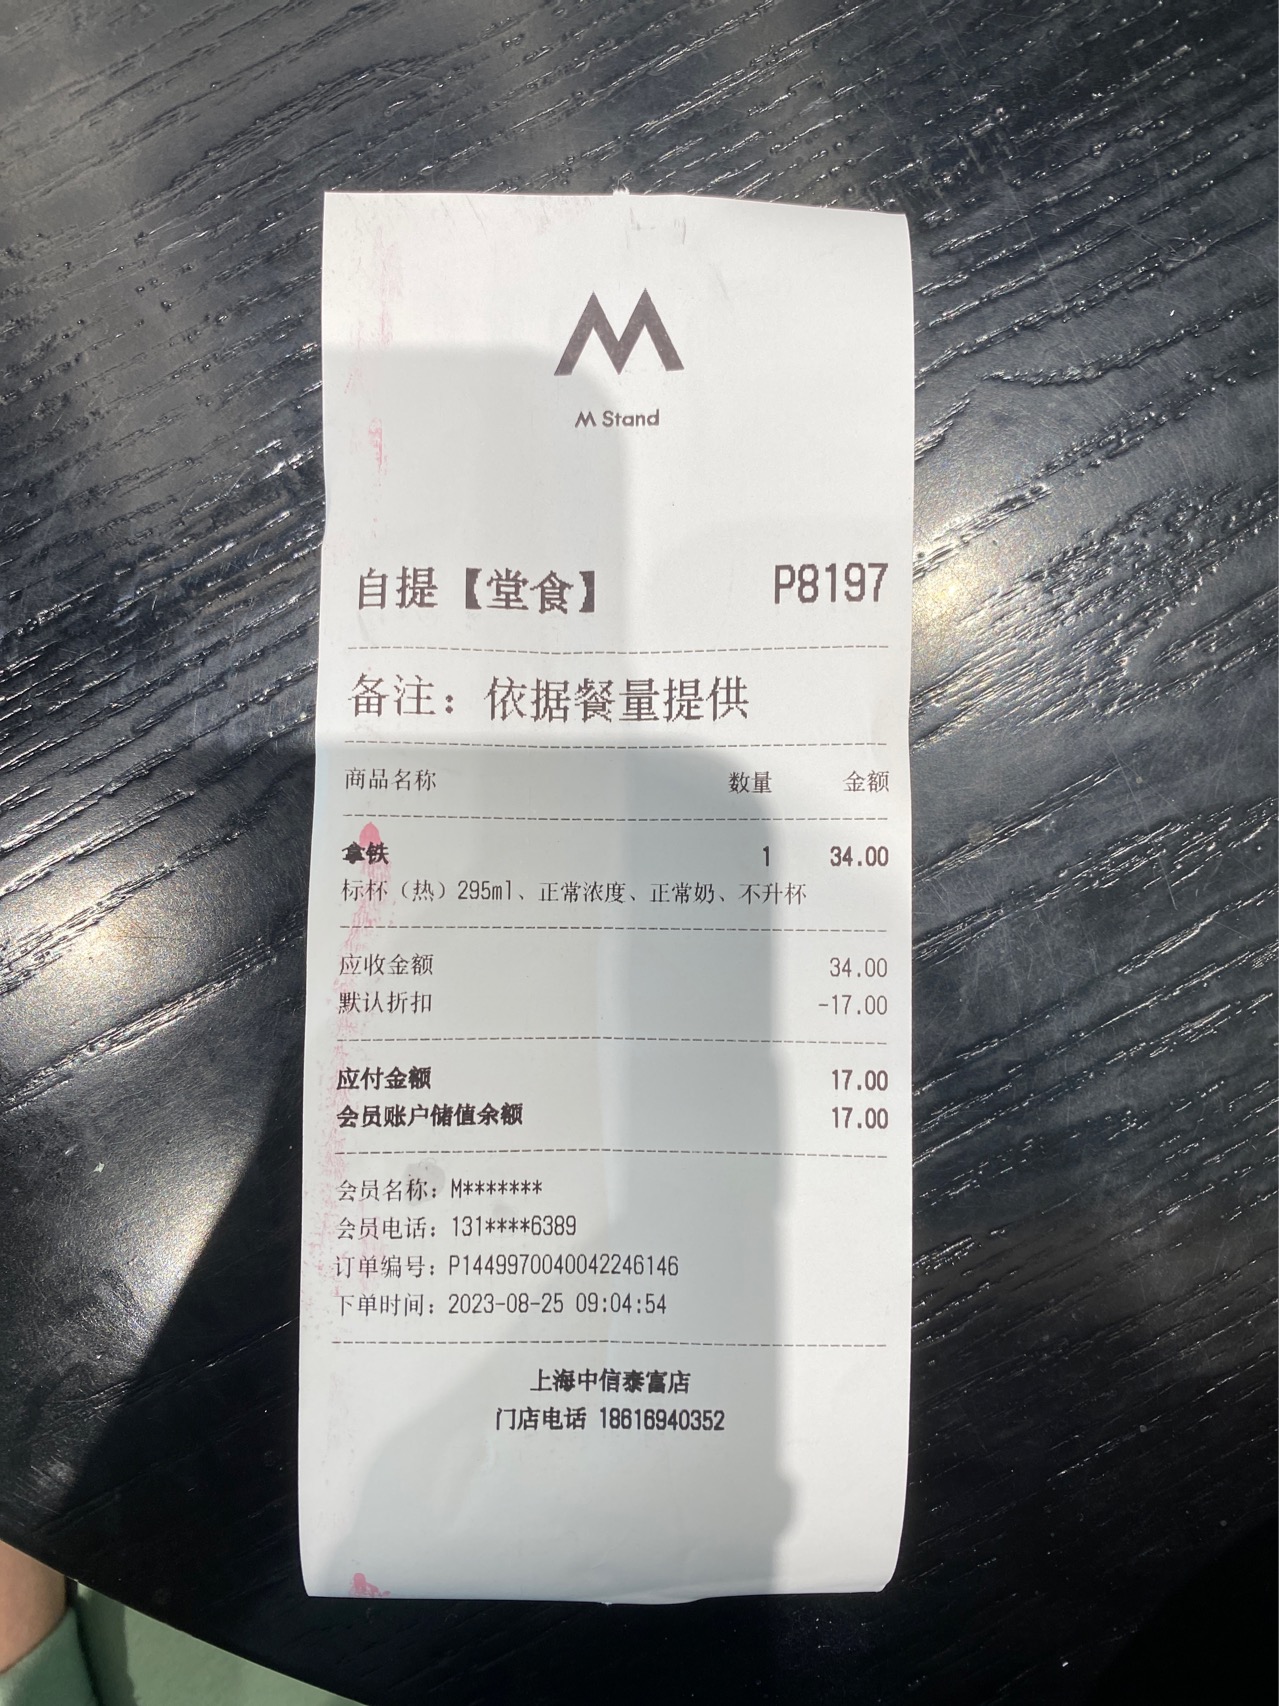 M
M Stand
自提【堂食】 P8197
备注：依据餐量提供
商品名称 数量 金额
拿铁 1 34.00
标杯（热）295ml、正常浓度、正常奶、不升杯
应收金额 34.00
默认折扣 -17.00
应付金额 17.00
会员账户储值余额 17.00
会员名称：M*******
会员电话：131****6389
订单编号：P1449970040042246146
下单时间：2023-08-25 09:04:54
上海中信泰富店
门店电话 18616940352